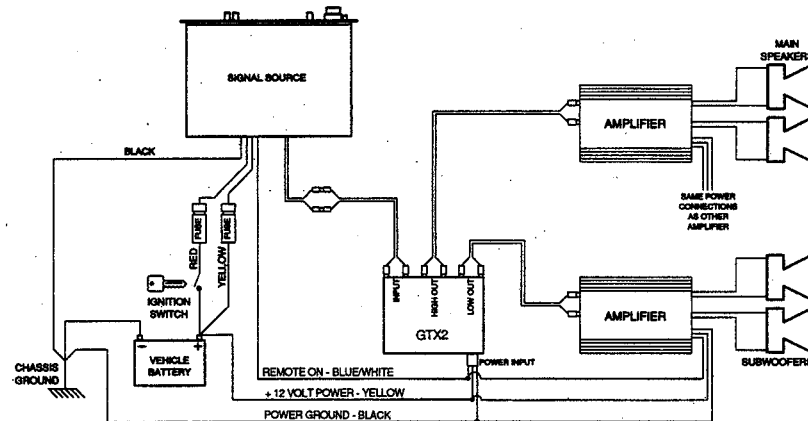 SIGNAL SOURCE
MAIN
SPEAKERS
BLACK
AMPLIFIER
SAME POWER
CONNECTIONS
AS OTHER
AMPLIFIER
FUSE
FUSE
RED
YELLOW
IGNITION
SWITCH
INPUT
HIGH OUT
LOW OUT
GTX2
AMPLIFIER
POWER INPUT
SUBWOOFERS
- +
VEHICLE
BATTERY
CHASSIS
GROUND
REMOTE ON - BLUE/WHITE
+ 12 VOLT POWER - YELLOW
POWER GROUND - BLACK